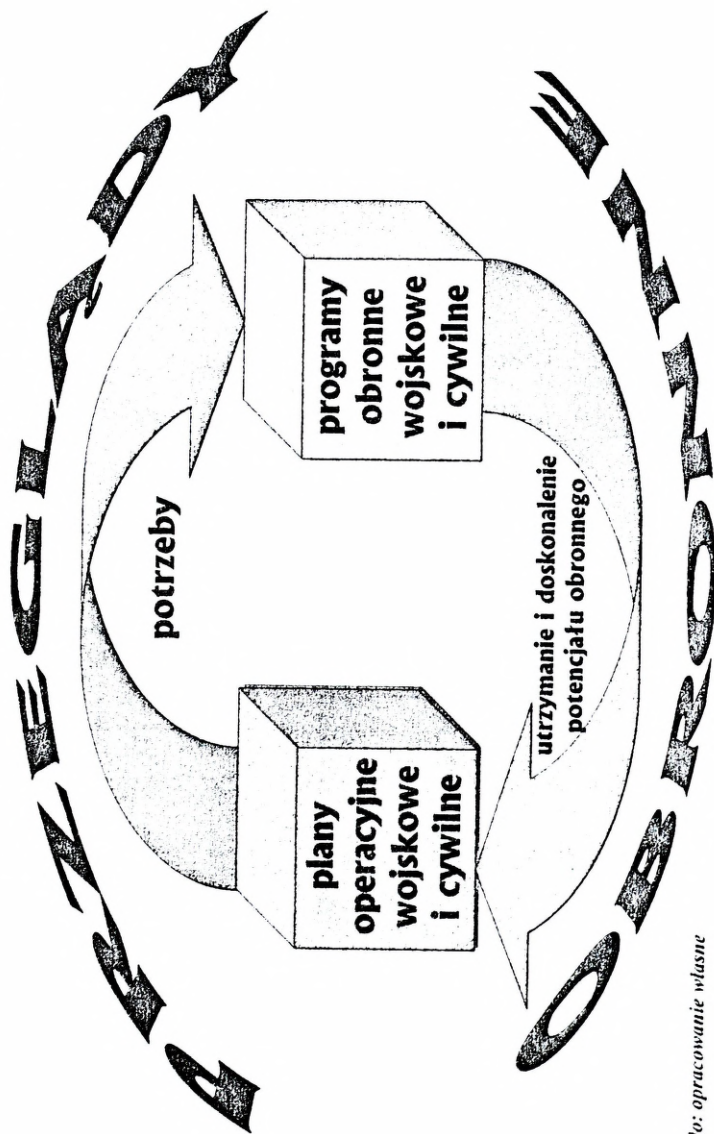 PRZEGLĄDY
potrzeby
plany
operacyjne
wojskowe
i cywilne
programy
obronne
wojskowe
i cywilne
utrzymanie i doskonalenie
potencjału obronnego
OBRONNE
opracowanie własne